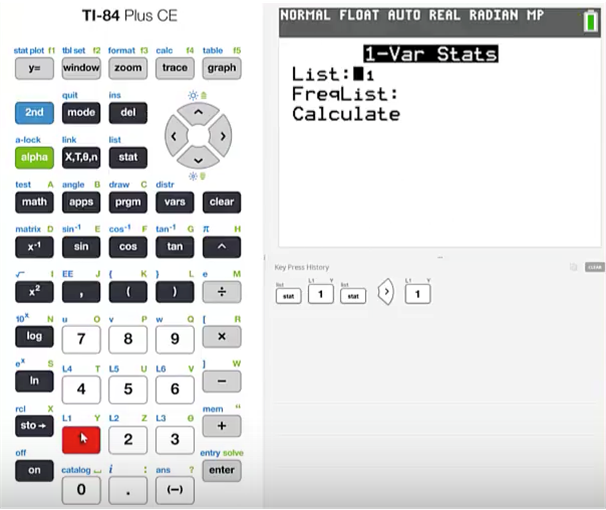 TI-84 Plus CE
stat plot f1 tbl set f2 format f3 calc f4 table f5
y= window zoom trace graph
quit ins
2nd mode del
a-lock link list
alpha X,T,θ,n stat
test A angle B draw C distr
math apps prgm vars clear
matrix D sin⁻¹ E cos⁻¹ F tan⁻¹ G π H
x⁻¹ sin cos tan ^
√ I EE J { K } L e M
x² , ( ) ÷
10ˣ N u O v P w Q [ R
log 7 8 9 ×
eˣ S L4 T L5 U L6 V ] W
ln 4 5 6 −
rcl X L1 Y L2 Z L3 θ mem "
sto→ 2 3 +
off catalog ⎵ i : ans ? entry solve
on 0 . (−) enter
NORMAL FLOAT AUTO REAL RADIAN MP
1-Var Stats
List:1
FreqList:
Calculate
Key Press History
CLEAR
list L1 Y list L1 Y
stat 1 stat > 1